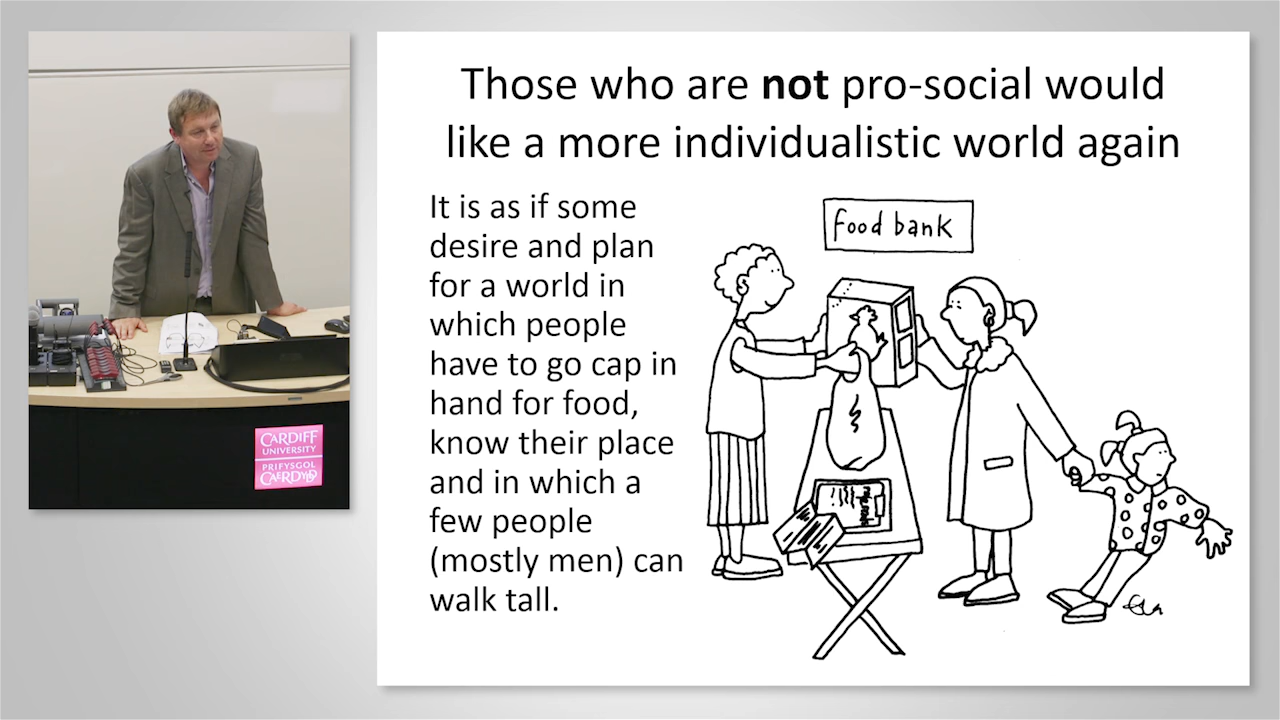 Those who are not pro-social would
like a more individualistic world again
It is as if some
desire and plan
for a world in
which people
have to go cap in
hand for food,
know their place
and in which a
few people
(mostly men) can
walk tall.
food bank
CARDIFF
UNIVERSITY
PRIFYSGOL
CAERDYDD